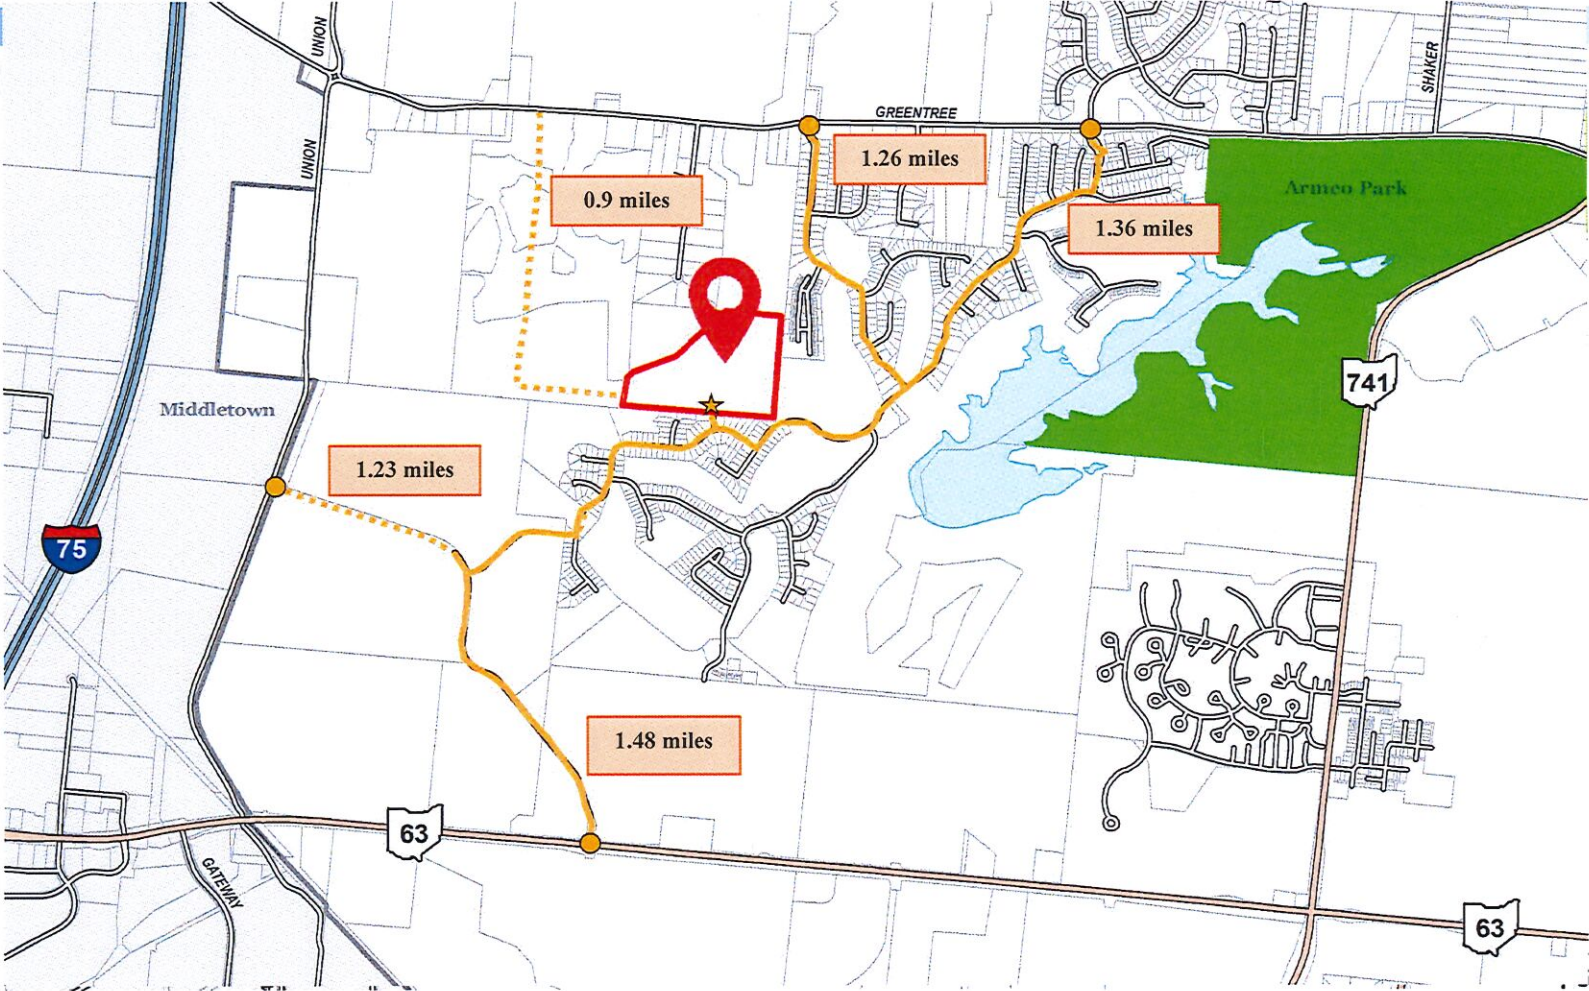 UNION
SHAKER
GREENTREE
1.26 miles
UNION
0.9 miles
Armco Park
1.36 miles
741
Middletown
1.23 miles
75
1.48 miles
63
GATEWAY
63